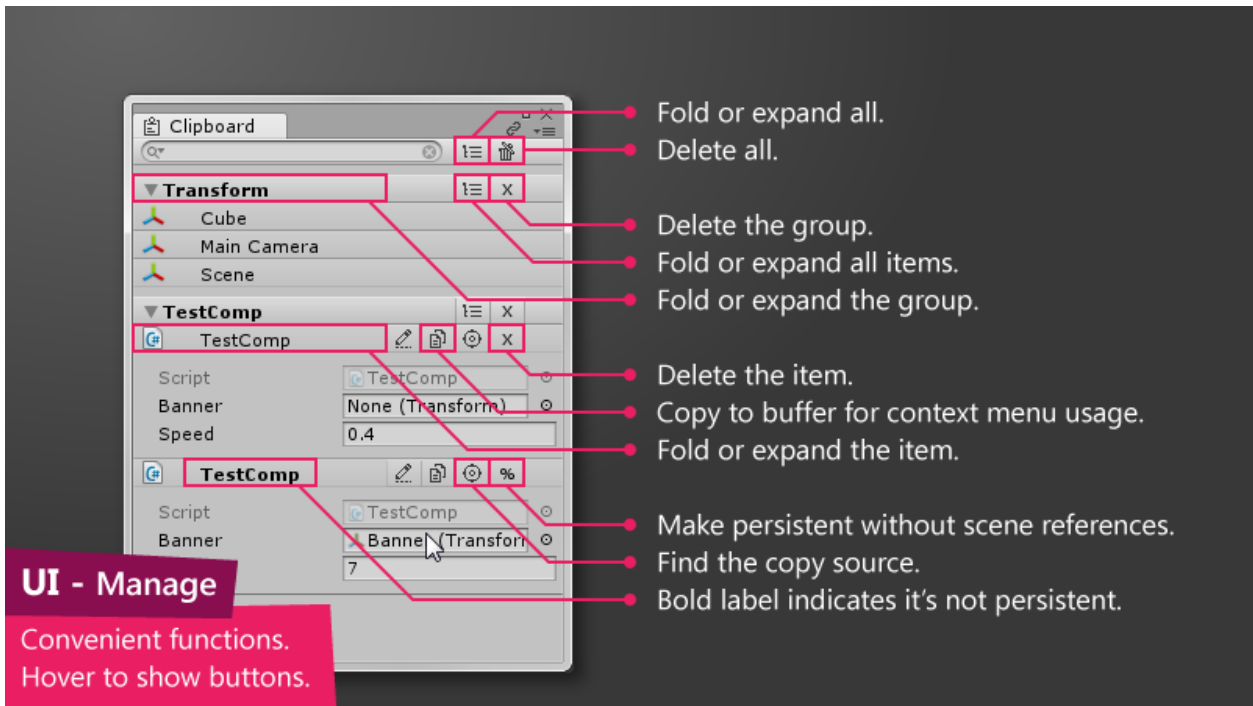 Clipboard
Fold or expand all.
Delete all.
Transform
X
Cube
Main Camera
Scene
Delete the group.
Fold or expand all items.
Fold or expand the group.
TestComp
X
TestComp
X
Script
TestComp
Banner
None (Transform)
Speed
0.4
Delete the item.
Copy to buffer for context menu usage.
Fold or expand the item.
TestComp
%
Script
TestComp
Banner
Banner (Transforr
7
Make persistent without scene references.
Find the copy source.
Bold label indicates it's not persistent.
UI - Manage
Convenient functions.
Hover to show buttons.